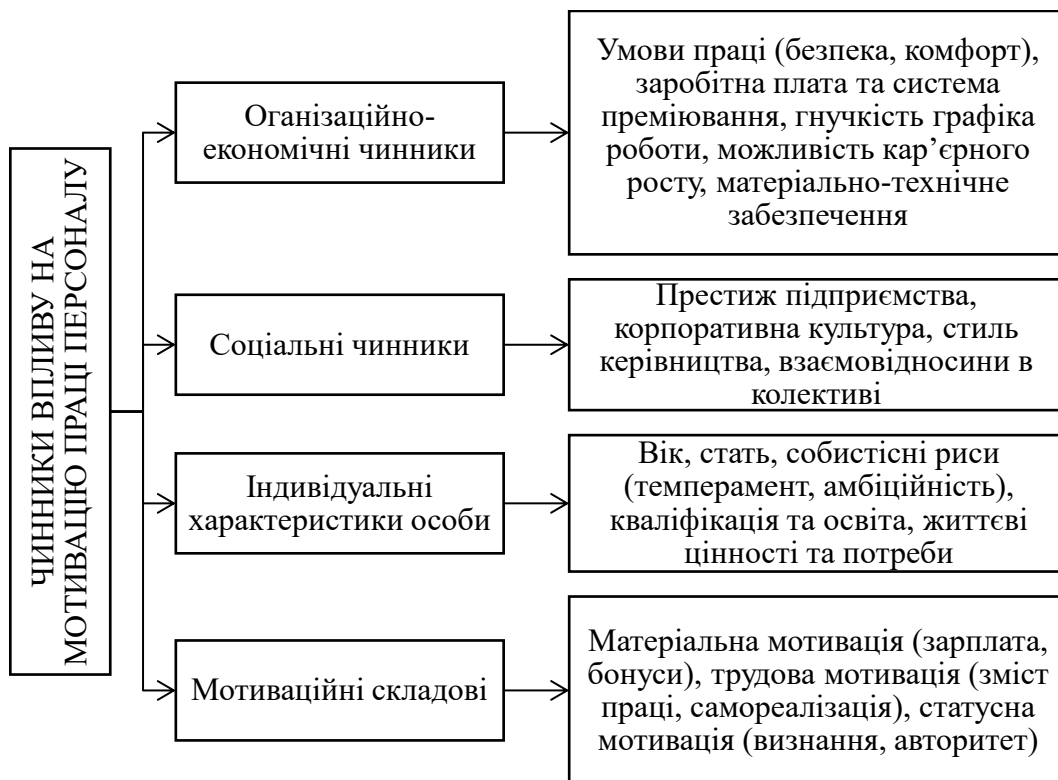 ЧИННИКИ ВПЛИВУ НА
МОТИВАЦІЮ ПРАЦІ ПЕРСОНАЛУ
Оганізаційно-
економічні чинники
Умови праці (безпека, комфорт),
заробітна плата та система
преміювання, гнучкість графіка
роботи, можливість кар’єрного
росту, матеріально-технічне
забезпечення
Соціальні чинники
Престиж підприємства,
корпоративна культура, стиль
керівництва, взаємовідносини в
колективі
Індивідуальні
характеристики особи
Вік, стать, собистісні риси
(темперамент, амбіційність),
кваліфікація та освіта, життєві
цінності та потреби
Мотиваційні складові
Матеріальна мотивація (зарплата,
бонуси), трудова мотивація (зміст
праці, самореалізація), статусна
мотивація (визнання, авторитет)